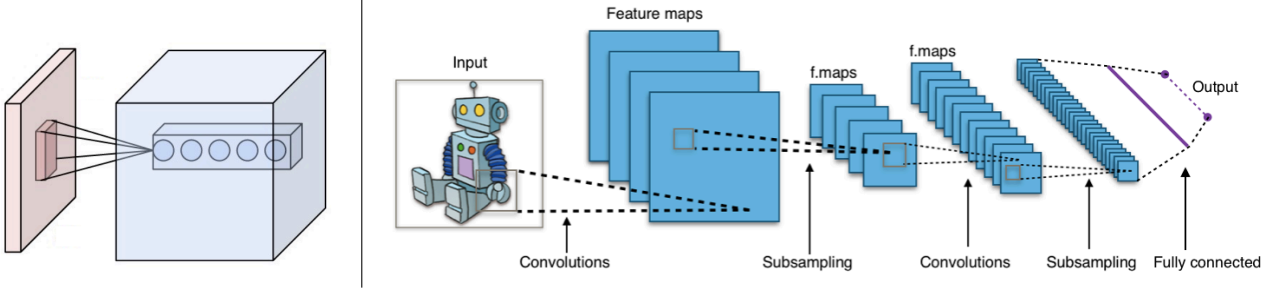 Feature maps
Input
f.maps
f.maps
Output
Convolutions
Subsampling
Convolutions
Subsampling
Fully connected